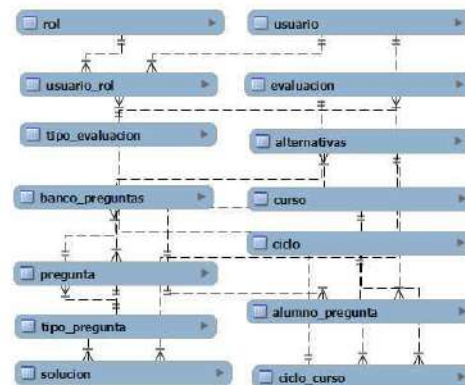 rol
usuario
usuario_rol
evaluacion
tipo_evaluacion
alternativas
banco_preguntas
curso
ciclo
pregunta
alumno_pregunta
tipo_pregunta
solucion
ciclo_curso